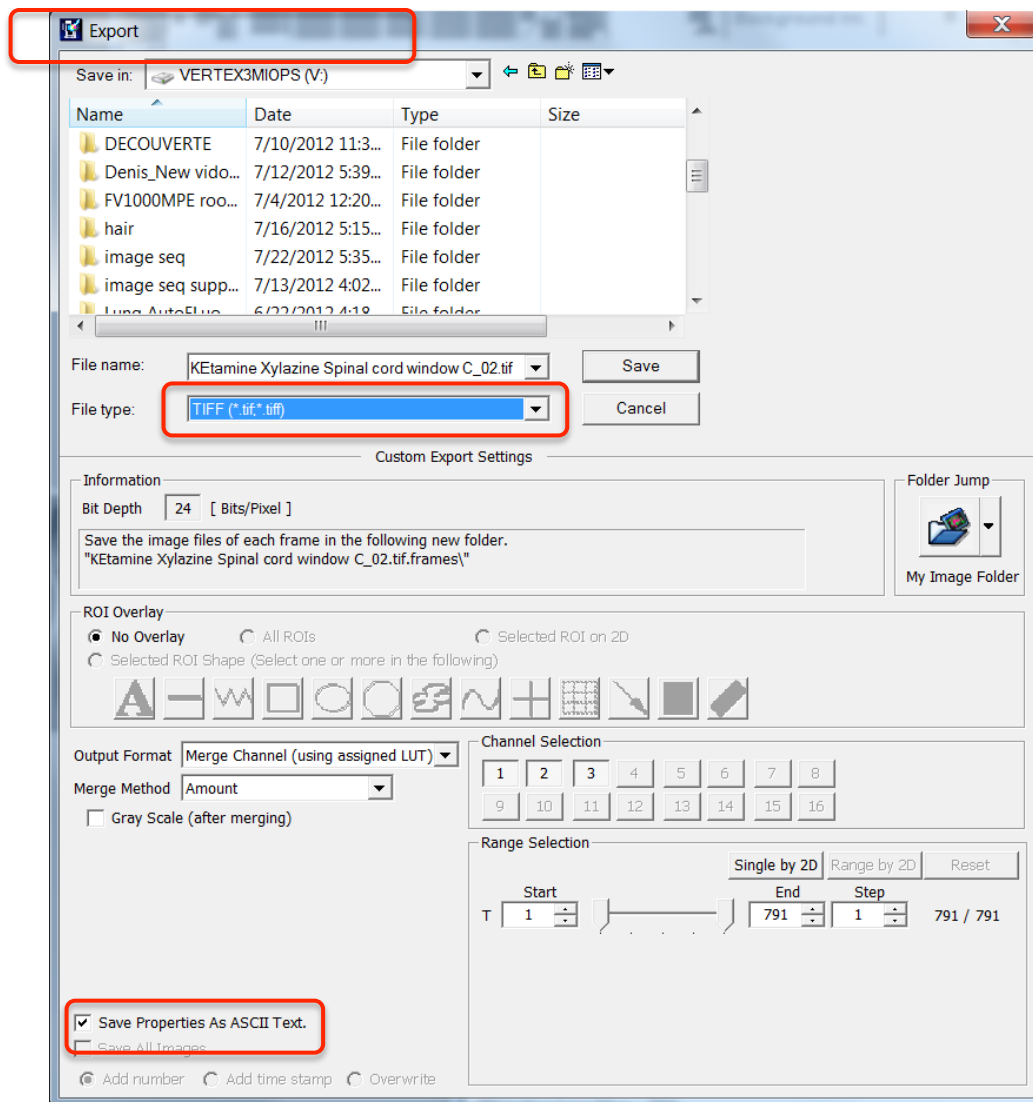 Export
Save in: VERTEX3MIOPS (V:)
Name Date Type Size
DECOUVERTE 7/10/2012 11:3... File folder
Denis_New vido... 7/12/2012 5:39... File folder
FV1000MPE roo... 7/4/2012 12:20... File folder
hair 7/16/2012 5:15... File folder
image seq 7/22/2012 5:35... File folder
image seq supp... 7/13/2012 4:02... File folder
Lung AutoFLuo 6/22/2012 4:18 File folder
File name: KEtamine Xylazine Spinal cord window C_02.tif Save
File type: TIFF (*.tif;*.tiff) Cancel
Custom Export Settings
Information
Bit Depth 24 [ Bits/Pixel ]
Save the image files of each frame in the following new folder.
"KEtamine Xylazine Spinal cord window C_02.tif.frames\"
Folder Jump
My Image Folder
ROI Overlay
No Overlay All ROIs Selected ROI on 2D
Selected ROI Shape (Select one or more in the following)
A
Output Format Merge Channel (using assigned LUT)
Merge Method Amount
Gray Scale (after merging)
Channel Selection
1 2 3 4 5 6 7 8
9 10 11 12 13 14 15 16
Range Selection
Single by 2D Range by 2D Reset
Start End Step
T 1 791 1 791 / 791
Save Properties As ASCII Text.
Save All Images
Add number Add time stamp Overwrite